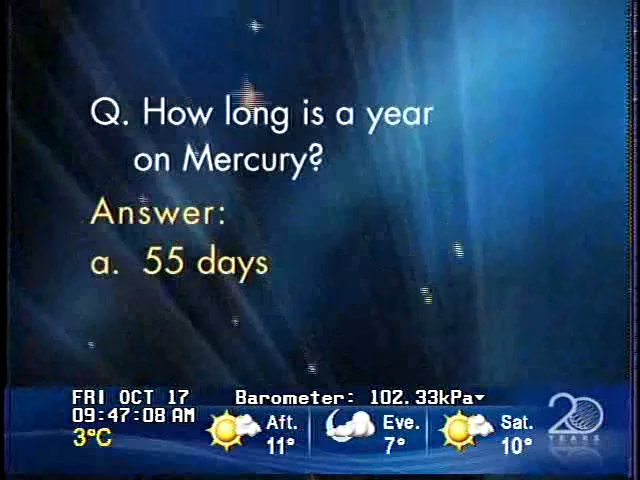 Q. How long is a year
on Mercury?
Answer:
a. 55 days
FRI OCT 17
Barometer: 102.33kPa
09:47:08 AM
3°C
Aft.
11°
Eve.
7°
Sat.
10°
20
YEARS